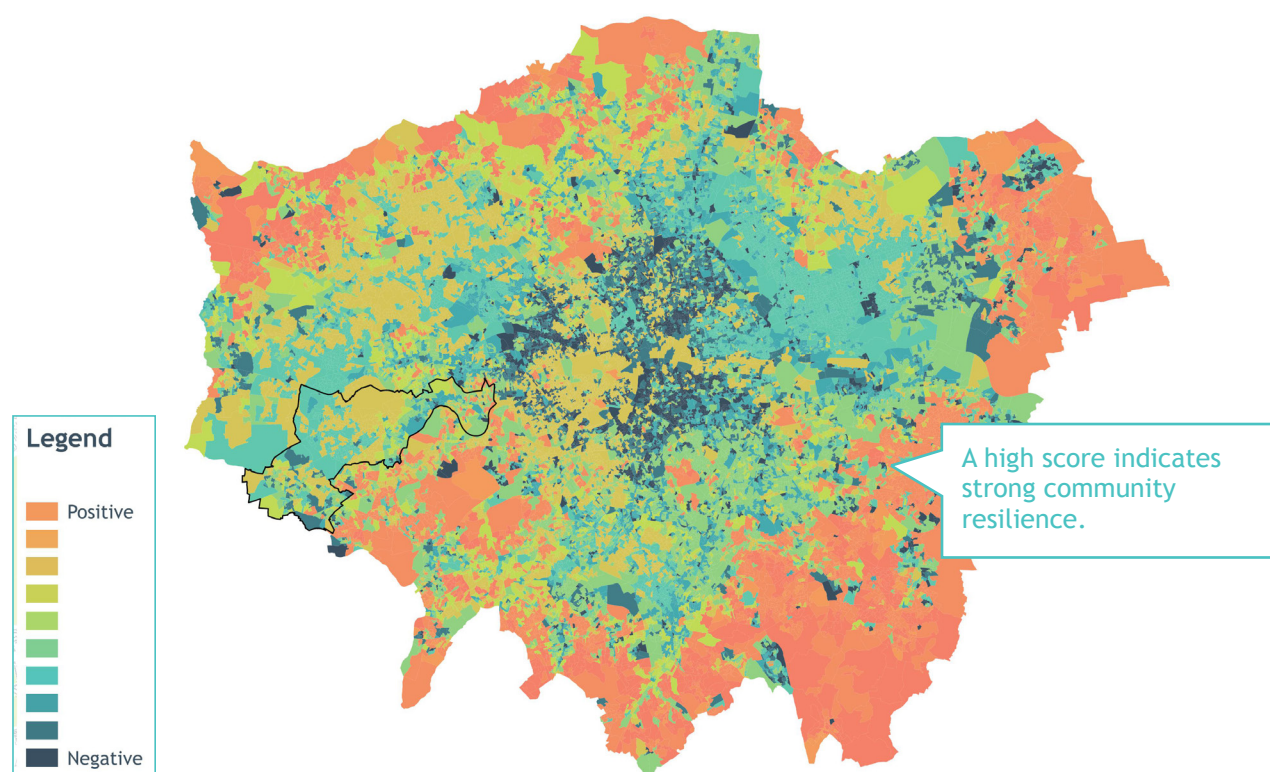 Legend
Positive
Negative
A high score indicates
strong community
resilience.